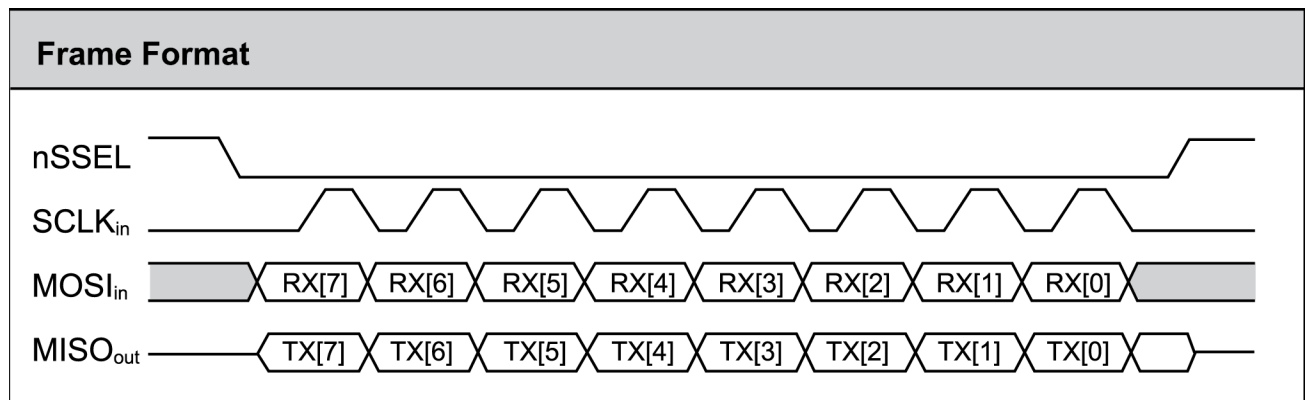 Frame Format
nSSEL
SCLKin
MOSIin RX[7] RX[6] RX[5] RX[4] RX[3] RX[2] RX[1] RX[0]
MISOout TX[7] TX[6] TX[5] TX[4] TX[3] TX[2] TX[1] TX[0]